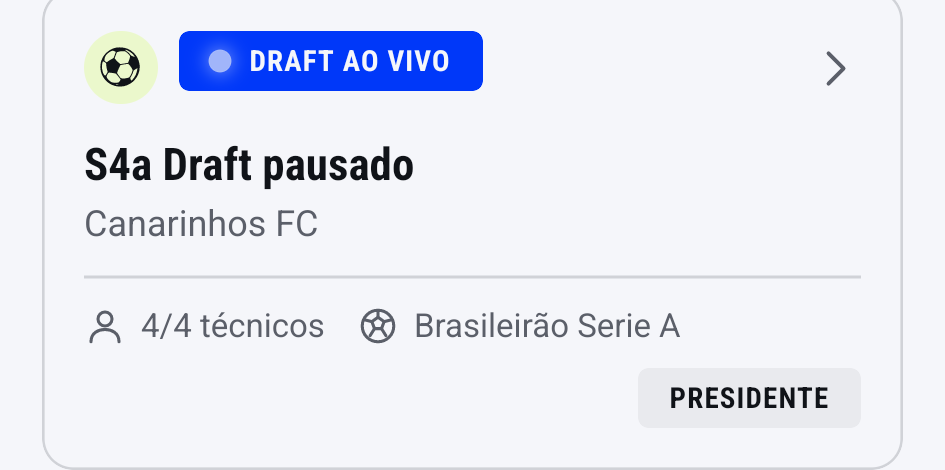 DRAFT AO VIVO
S4a Draft pausado
Canarinhos FC
4/4 técnicos Brasileirão Serie A
PRESIDENTE